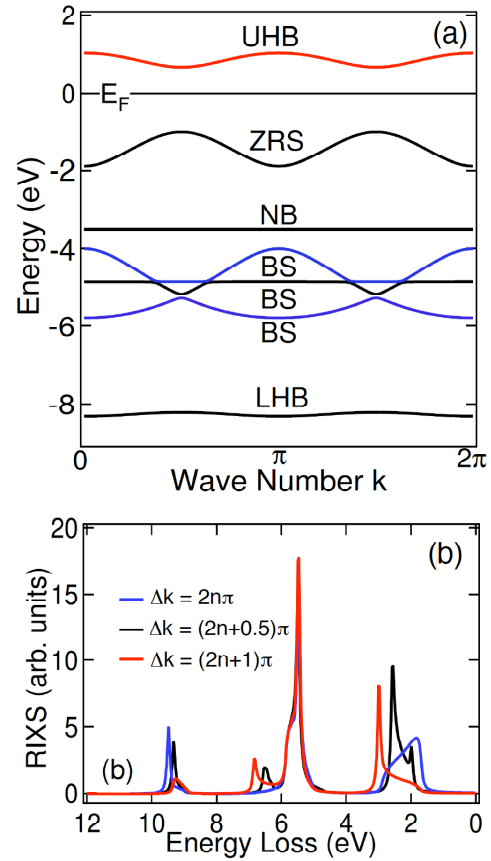 (a)
2
UHB
0
E_F
ZRS
-2
NB
-4
BS
BS
-6
BS
LHB
-8
0
π
2π
Energy (eV)
Wave Number k
20
(b)
15
Δk = 2nπ
Δk = (2n+0.5)π
10
Δk = (2n+1)π
5
(b)
0
12
10
8
6
4
2
0
RIXS (arb. units)
Energy Loss (eV)